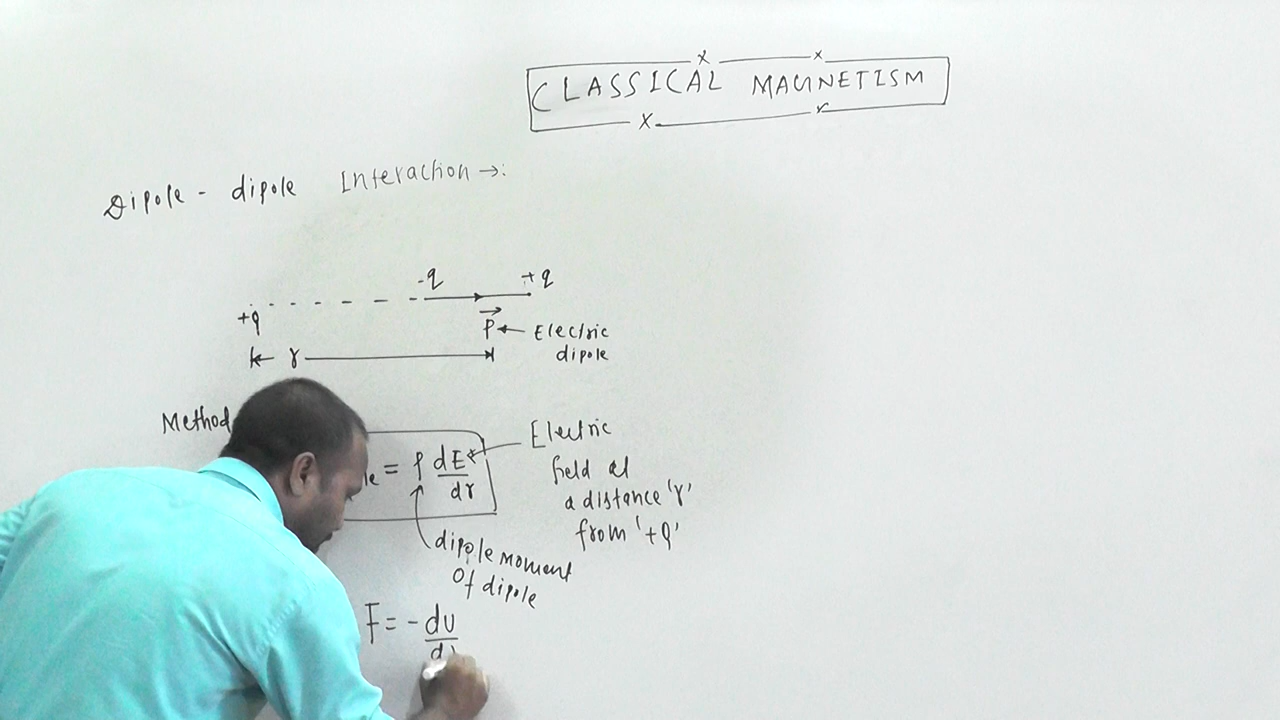 CLASSICAL MAGNETISM
Dipole - dipole Interaction →:
-q +q
+Q
P ← Electric
dipole
r
Method
le = P dE/dr
Electric
field at
a distance 'r'
from '+Q'
dipole moment
of dipole
F = - dU/d